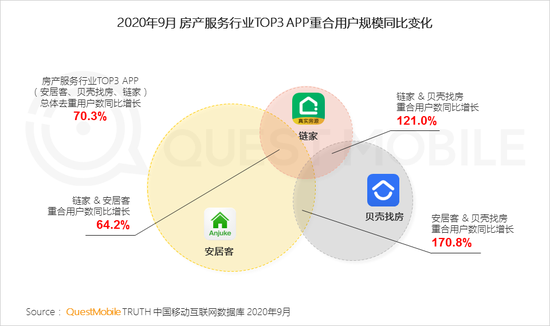 2020年9月 房产服务行业TOP3 APP重合用户规模同比变化
房产服务行业TOP3 APP
（安居客、贝壳找房、链家）
总体去重用户数同比增长
70.3%
真实房源
链家
链家 & 贝壳找房
重合用户数同比增长
121.0%
QUEST MOBILE
链家 & 安居客
重合用户数同比增长
64.2%
Anjuke
安居客
贝壳找房
安居客 & 贝壳找房
重合用户数同比增长
170.8%
Source： QuestMobile TRUTH 中国移动互联网数据库 2020年9月